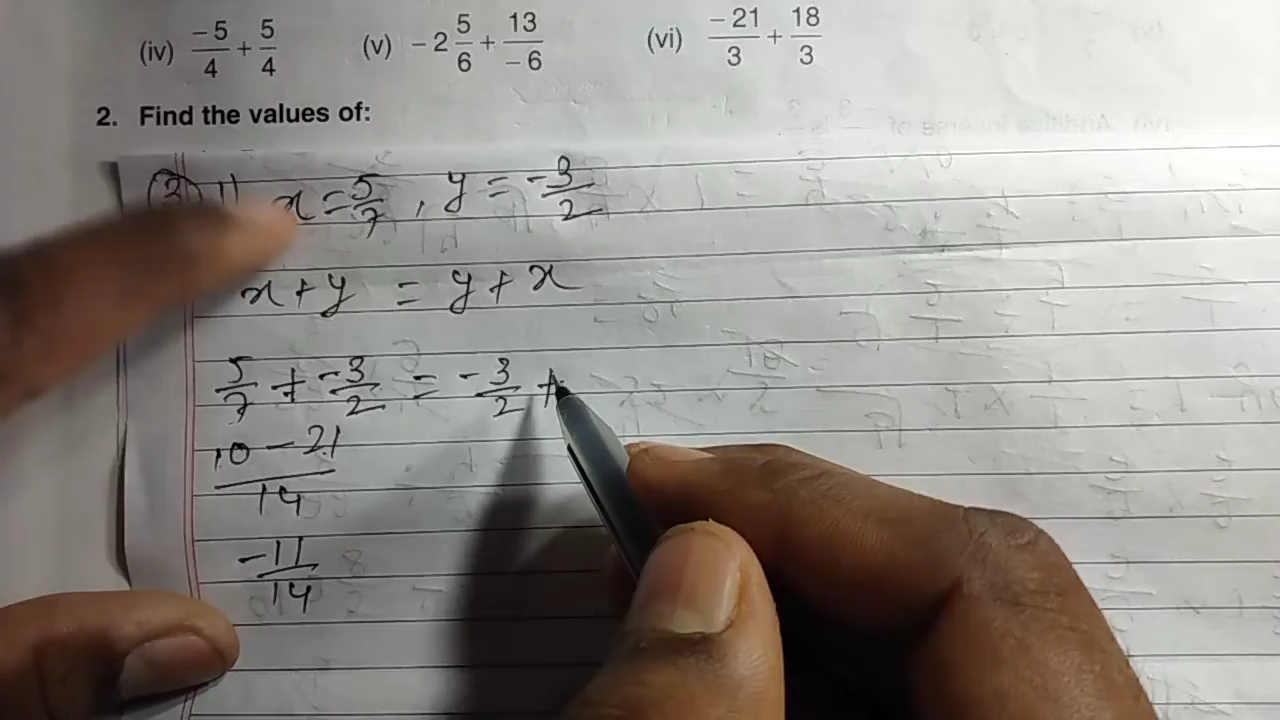 (iv) -5/4 + 5/4 (v) -2 5/6 + 13/-6 (vi) -21/3 + 18/3
2. Find the values of:
3 i) x = 5/7 , y = -3/2
x + y = y + x
5/7 + -3/2 = -3/2 +
10 - 21/14
-11/14